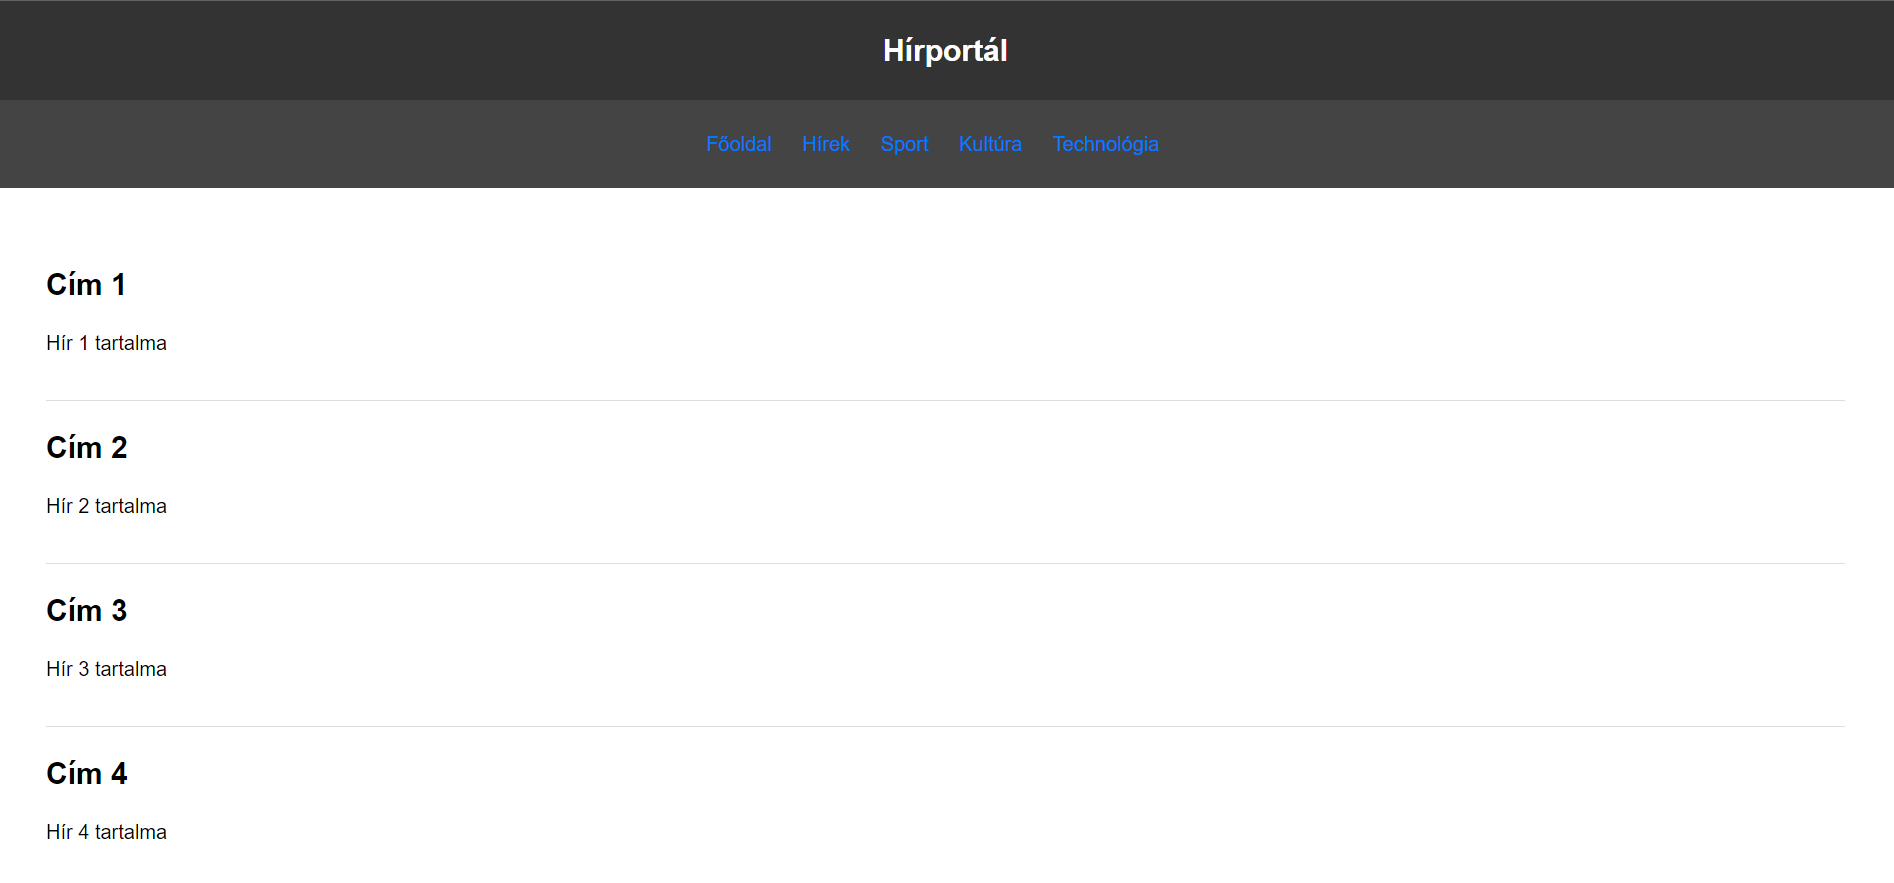 Hírportál
Főoldal Hírek Sport Kultúra Technológia
Cím 1
Hír 1 tartalma
Cím 2
Hír 2 tartalma
Cím 3
Hír 3 tartalma
Cím 4
Hír 4 tartalma